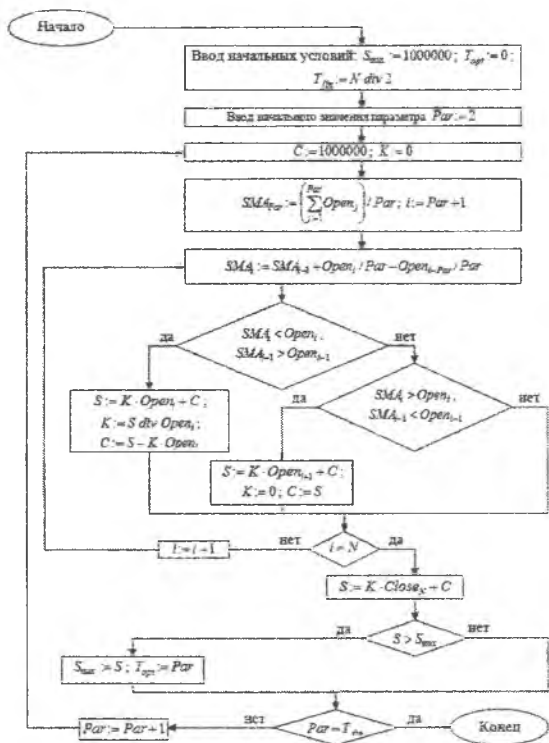 Начало
Ввод начальных условий: S_max := 1000000; T_opt := 0;
T_fin := N div 2
Ввод начального значения параметра Par := 2
C := 1000000; K := 0
SMA_Par := (∑_{j=1}^{Par} Open_j) / Par; i := Par + 1
SMA_i := SMA_{i-1} + Open_i / Par − Open_{i-Par} / Par
да
SMA_i < Open_i,
SMA_{i-1} > Open_{i-1}
нет
S := K · Open_i + C;
K := S div Open_i;
C := S − K · Open_i
да
SMA_i > Open_i,
SMA_{i-1} < Open_{i-1}
нет
S := K · Open_{i-1} + C;
K := 0; C := S
i := i + 1
нет
i = N
да
S := K · Close_N + C
да
S > S_max
нет
S_max := S; T_opt := Par
Par := Par + 1
нет
Par = T_fin
да
Конец